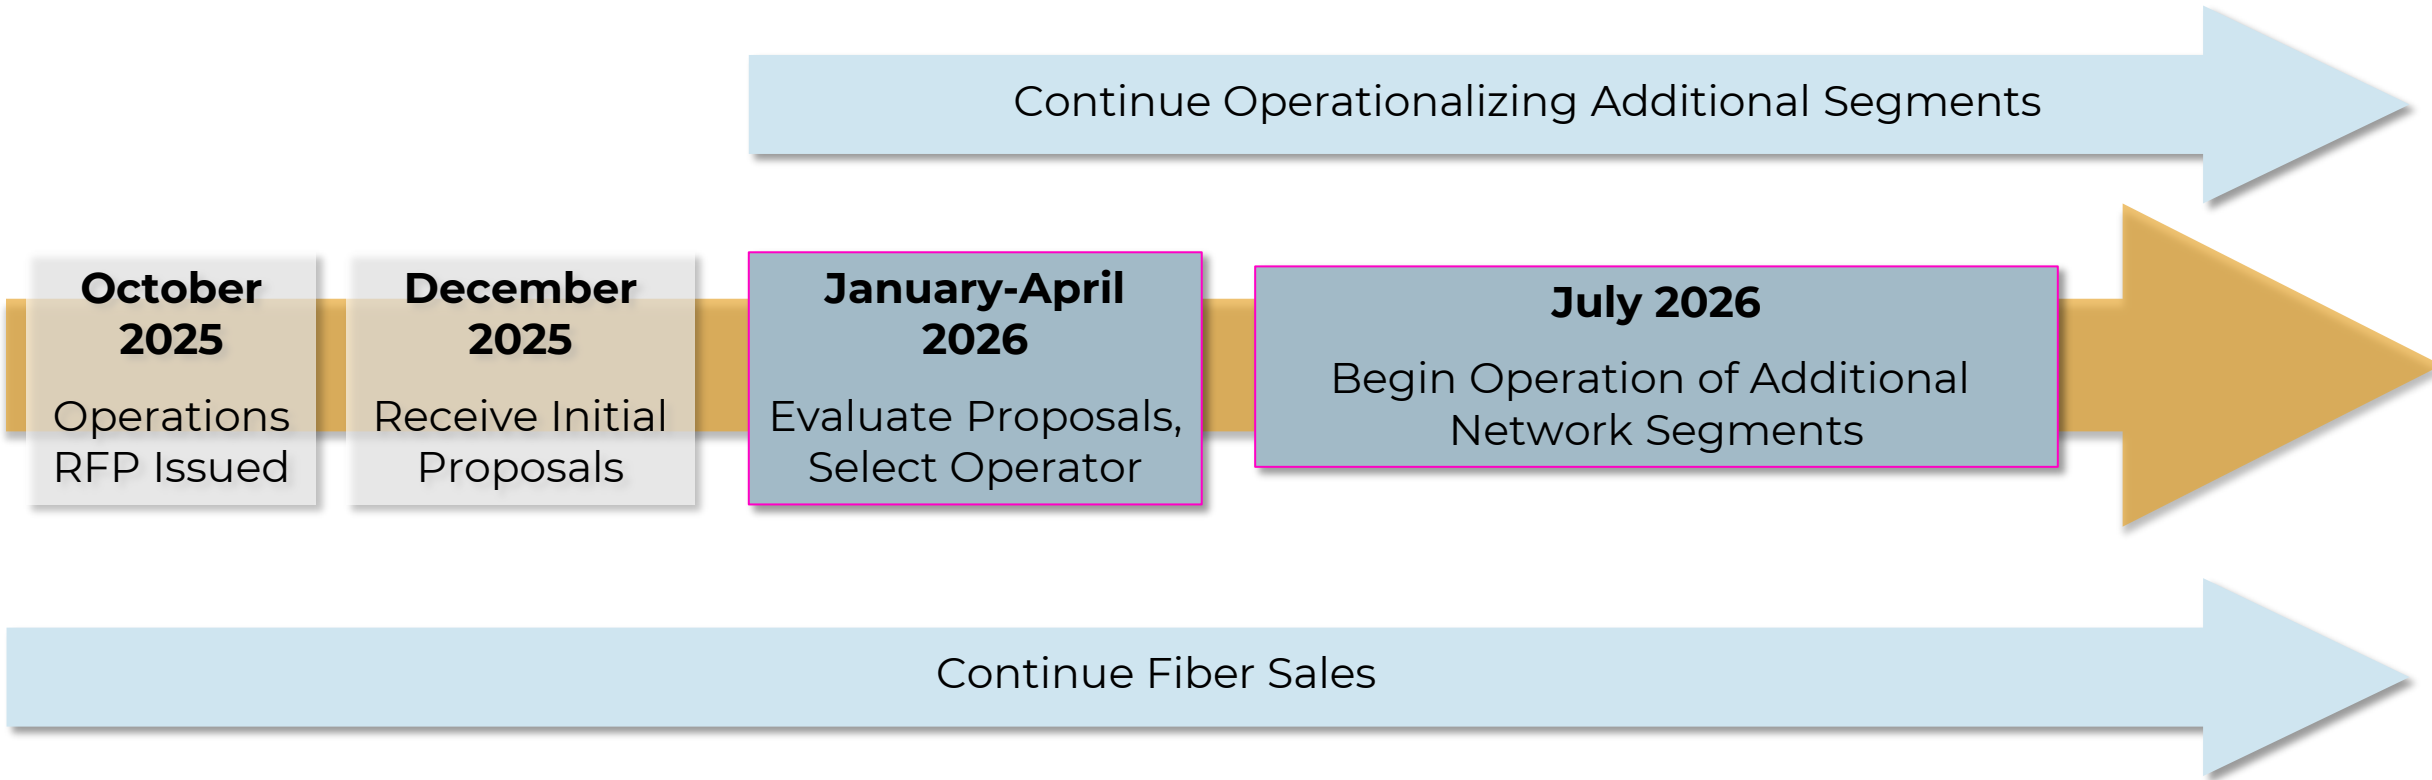 Continue Operationalizing Additional Segments
October
2025
Operations
RFP Issued
December
2025
Receive Initial
Proposals
January-April
2026
Evaluate Proposals,
Select Operator
July 2026
Begin Operation of Additional
Network Segments
Continue Fiber Sales